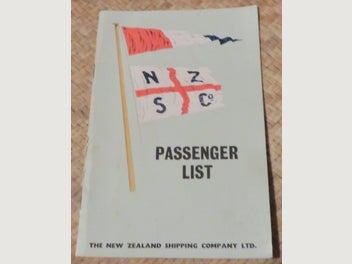 N Z
S Cº
PASSENGER
LIST
THE NEW ZEALAND SHIPPING COMPANY LTD.